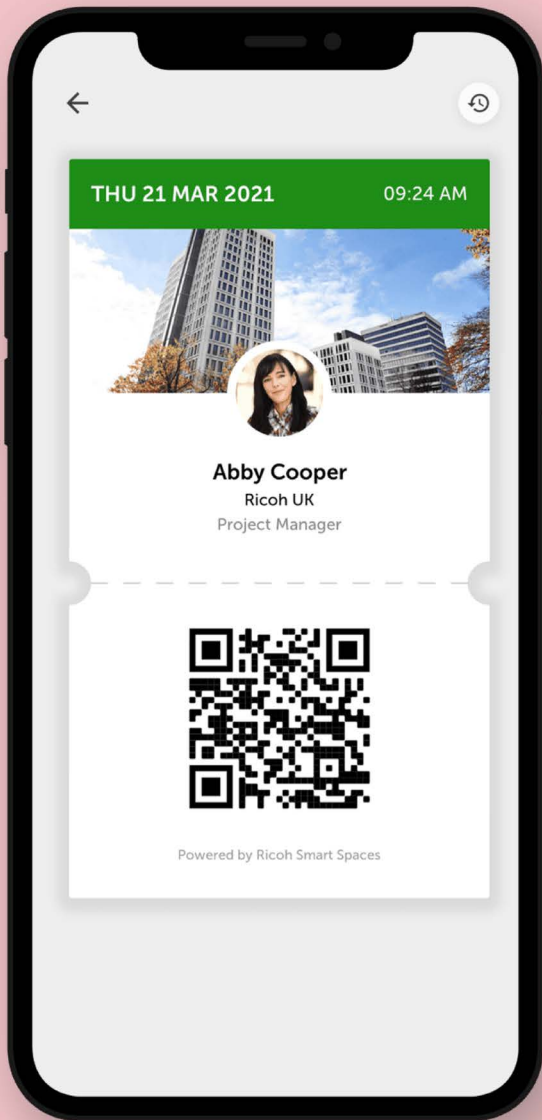 THU 21 MAR 2021
09:24 AM
Abby Cooper
Ricoh UK
Project Manager
Powered by Ricoh Smart Spaces